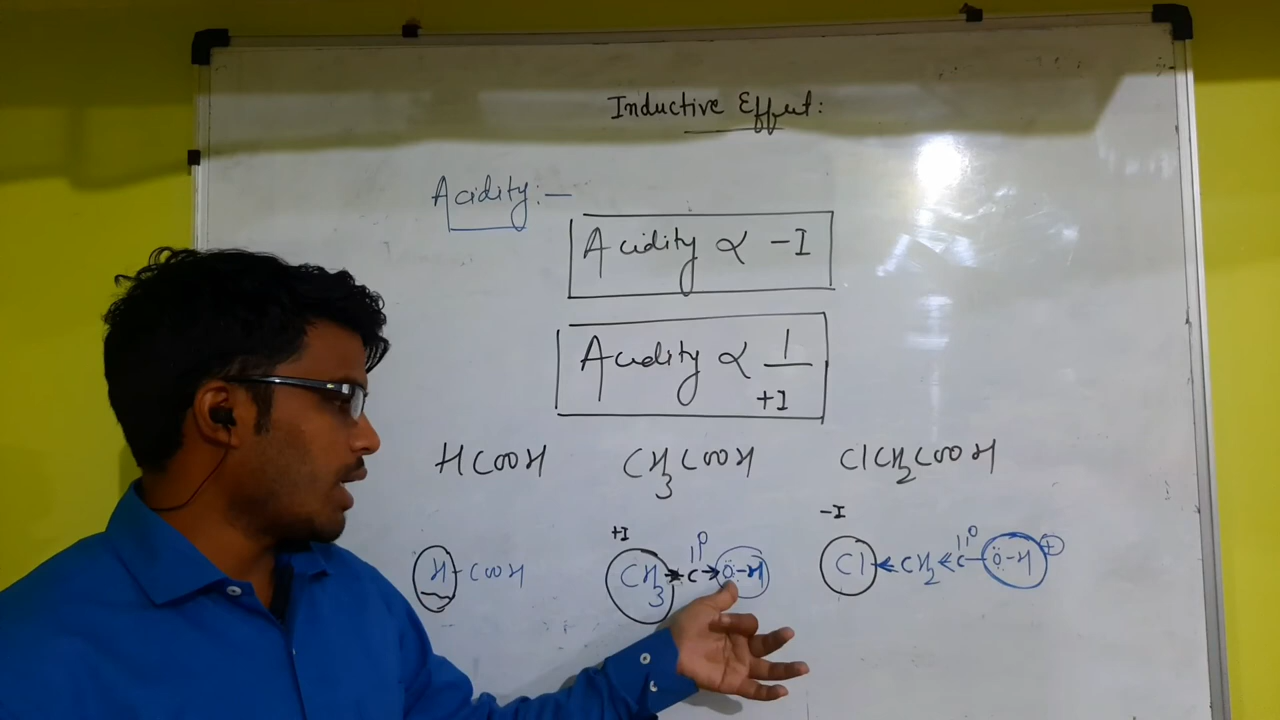 Inductive Effect:
Acidity:-
Acidity ∝ -I
Acidity ∝ 1/+I
HCOOH CH3COOH ClCH2COOH
+I -I
H-COOH CH3→C(=O)→Ö-H Cl←CH2←C(=O)-Ö-H ⊕